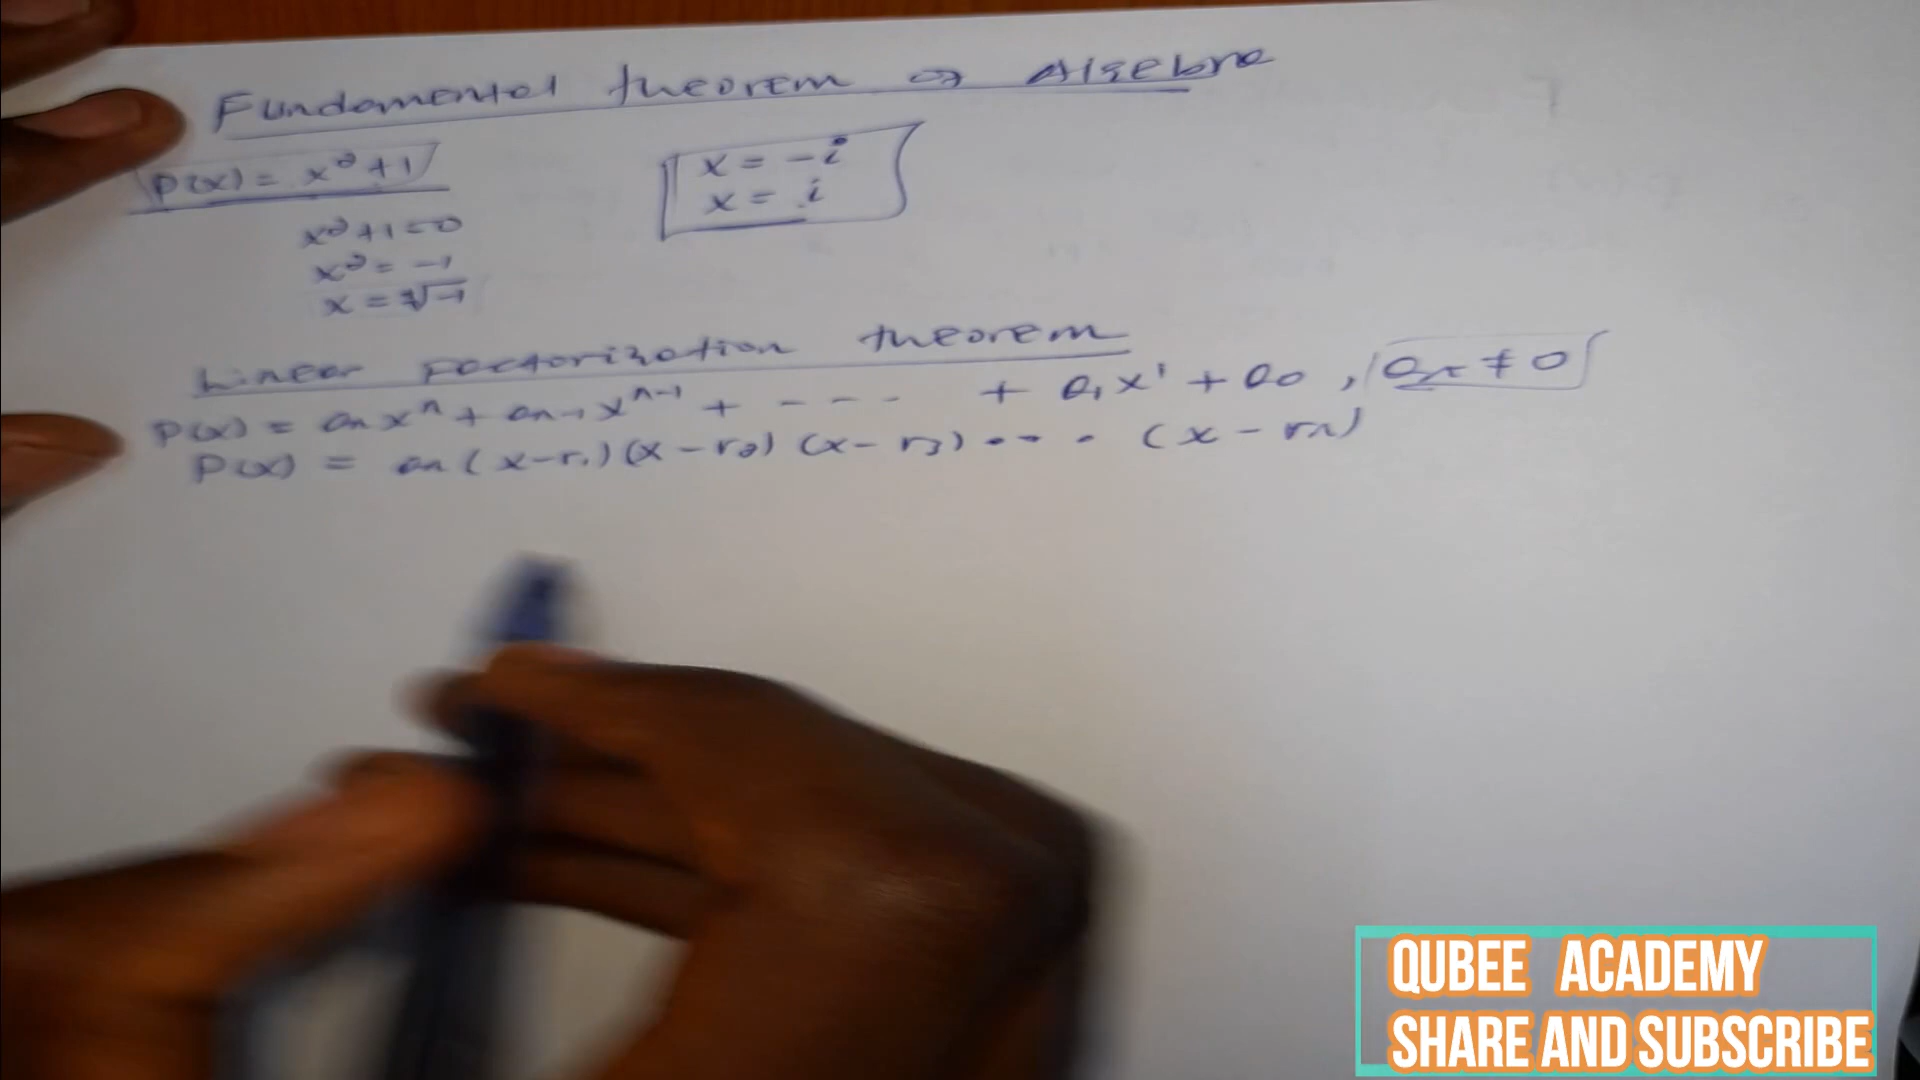 Fundamental theorem of Algebra
P(x) = x²+1
x = -i
x = i
x²+1=0
x² = -1
x = ±√-1
Linear Factorization theorem
P(x) = aₙxⁿ + aₙ₋₁xⁿ⁻¹ + - - - - + a₁x¹ + a₀ , aₙ ≠ 0
P(x) = aₙ(x-r₁)(x-r₂)(x-r₃) .... (x-rₙ)
QUBEE ACADEMY
SHARE AND SUBSCRIBE